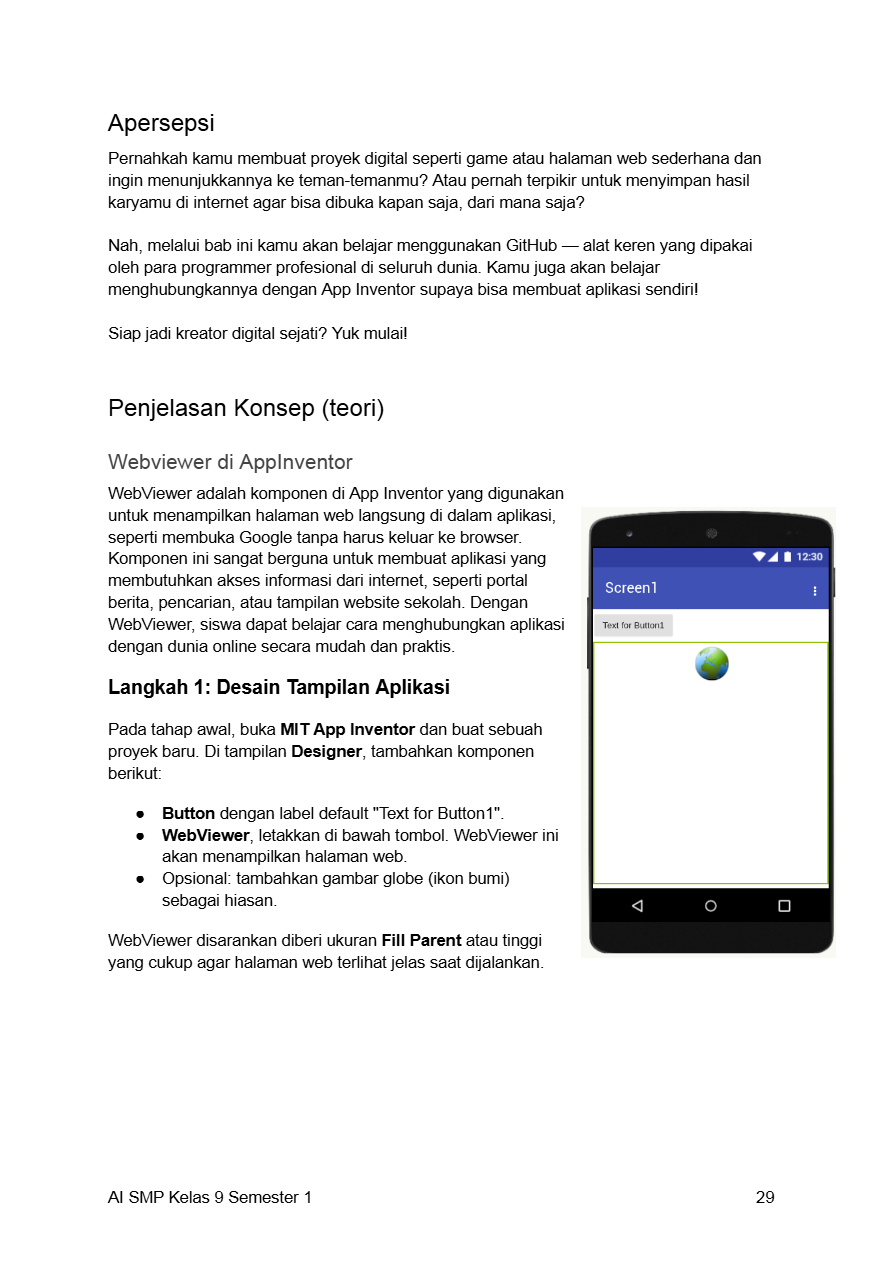 Apersepsi
Pernahkah kamu membuat proyek digital seperti game atau halaman web sederhana dan
ingin menunjukkannya ke teman-temanmu? Atau pernah terpikir untuk menyimpan hasil
karyamu di internet agar bisa dibuka kapan saja, dari mana saja?
Nah, melalui bab ini kamu akan belajar menggunakan GitHub — alat keren yang dipakai
oleh para programmer profesional di seluruh dunia. Kamu juga akan belajar
menghubungkannya dengan App Inventor supaya bisa membuat aplikasi sendiri!
Siap jadi kreator digital sejati? Yuk mulai!
Penjelasan Konsep (teori)
Webviewer di AppInventor
WebViewer adalah komponen di App Inventor yang digunakan
untuk menampilkan halaman web langsung di dalam aplikasi,
seperti membuka Google tanpa harus keluar ke browser.
Komponen ini sangat berguna untuk membuat aplikasi yang
membutuhkan akses informasi dari internet, seperti portal
berita, pencarian, atau tampilan website sekolah. Dengan
WebViewer, siswa dapat belajar cara menghubungkan aplikasi
dengan dunia online secara mudah dan praktis.
Langkah 1: Desain Tampilan Aplikasi
Pada tahap awal, buka MIT App Inventor dan buat sebuah
proyek baru. Di tampilan Designer, tambahkan komponen
berikut:
● Button dengan label default "Text for Button1".
● WebViewer, letakkan di bawah tombol. WebViewer ini
akan menampilkan halaman web.
● Opsional: tambahkan gambar globe (ikon bumi)
sebagai hiasan.
WebViewer disarankan diberi ukuran Fill Parent atau tinggi
yang cukup agar halaman web terlihat jelas saat dijalankan.
12:30
Screen1
Text for Button1
AI SMP Kelas 9 Semester 1
29